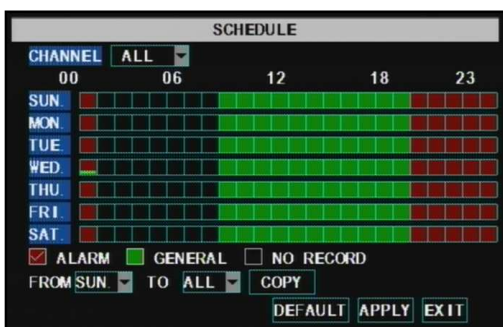 SCHEDULE
CHANNEL ALL
00 06 12 18 23
SUN.
MON.
TUE.
WED.
THU.
FRI.
SAT.
ALARM GENERAL NO RECORD
FROM SUN. TO ALL COPY
DEFAULT APPLY EXIT